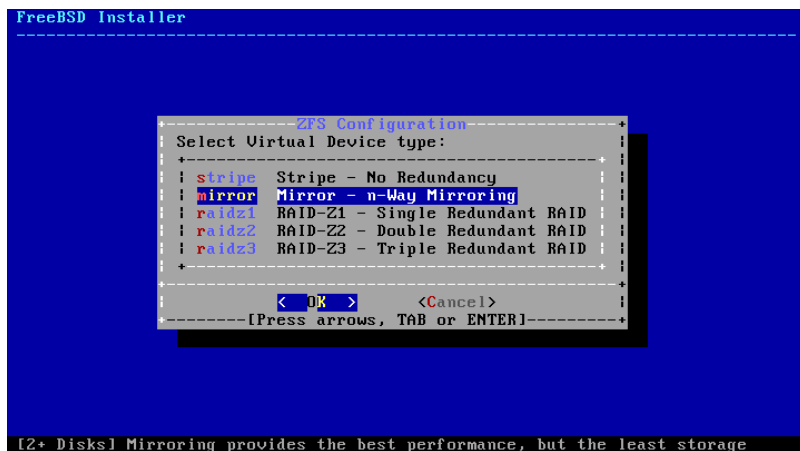 FreeBSD Installer
ZFS Configuration
Select Virtual Device type:
stripe Stripe - No Redundancy
mirror Mirror - n-Way Mirroring
raidz1 RAID-Z1 - Single Redundant RAID
raidz2 RAID-Z2 - Double Redundant RAID
raidz3 RAID-Z3 - Triple Redundant RAID
< OK > <Cancel>
[Press arrows, TAB or ENTER]
[2+ Disks] Mirroring provides the best performance, but the least storage